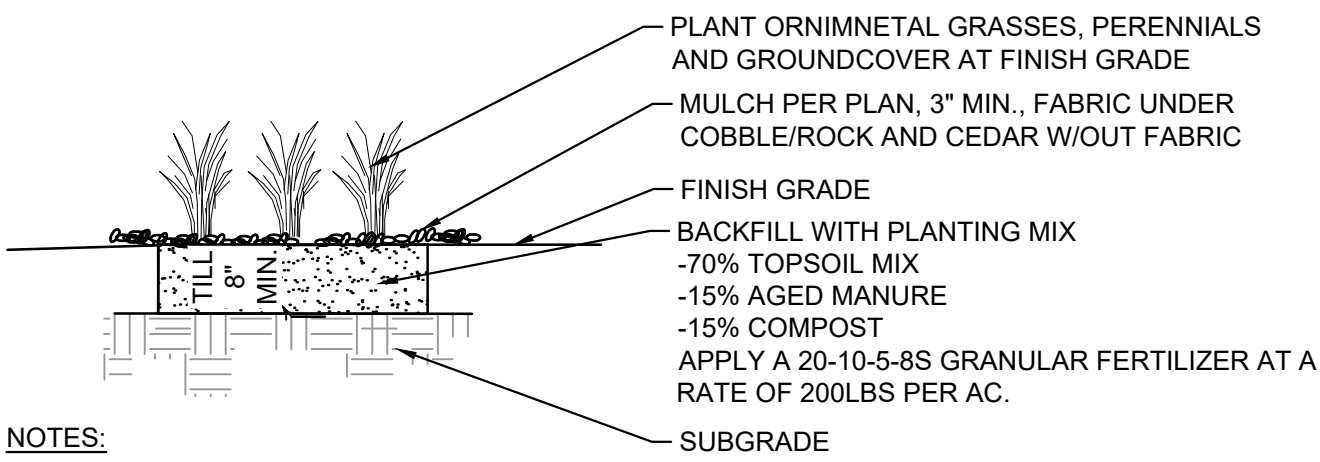 PLANT ORNIMNETAL GRASSES, PERENNIALS
AND GROUNDCOVER AT FINISH GRADE
MULCH PER PLAN, 3" MIN., FABRIC UNDER
COBBLE/ROCK AND CEDAR W/OUT FABRIC
FINISH GRADE
BACKFILL WITH PLANTING MIX
-70% TOPSOIL MIX
-15% AGED MANURE
-15% COMPOST
APPLY A 20-10-5-8S GRANULAR FERTILIZER AT A
RATE OF 200LBS PER AC.
SUBGRADE
TILL
8"
MIN.
NOTES: